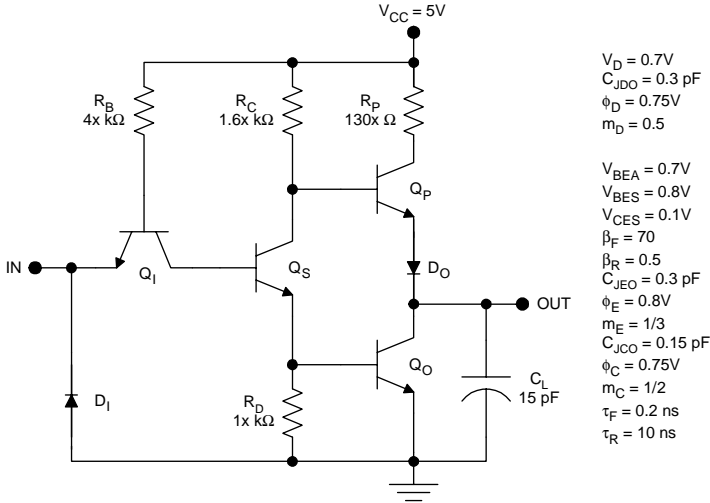 V_CC = 5V
R_B
4x kΩ
R_C
1.6x kΩ
R_P
130x Ω
Q_P
IN
Q_I
Q_S
D_O
OUT
Q_O
D_I
R_D
1x kΩ
C_L
15 pF
V_D = 0.7V
C_JDO = 0.3 pF
ϕ_D = 0.75V
m_D = 0.5
V_BEA = 0.7V
V_BES = 0.8V
V_CES = 0.1V
β_F = 70
β_R = 0.5
C_JEO = 0.3 pF
ϕ_E = 0.8V
m_E = 1/3
C_JCO = 0.15 pF
ϕ_C = 0.75V
m_C = 1/2
τ_F = 0.2 ns
τ_R = 10 ns